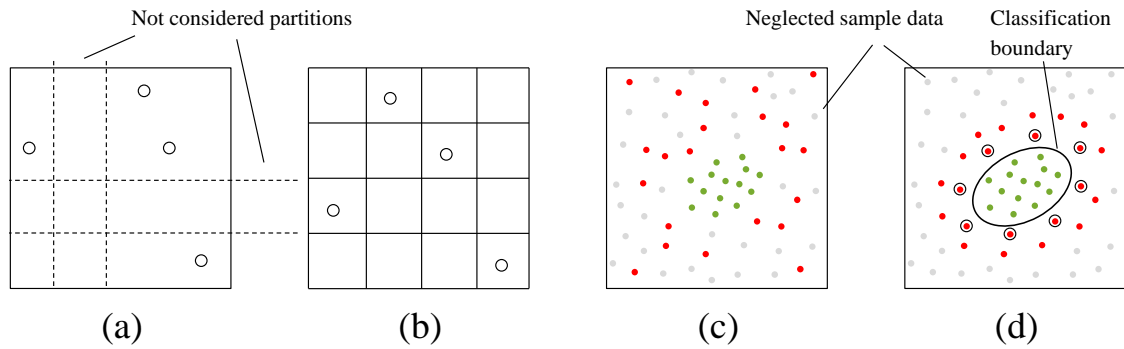 Not considered partitions
Neglected sample data
Classification
boundary
(a)
(b)
(c)
(d)